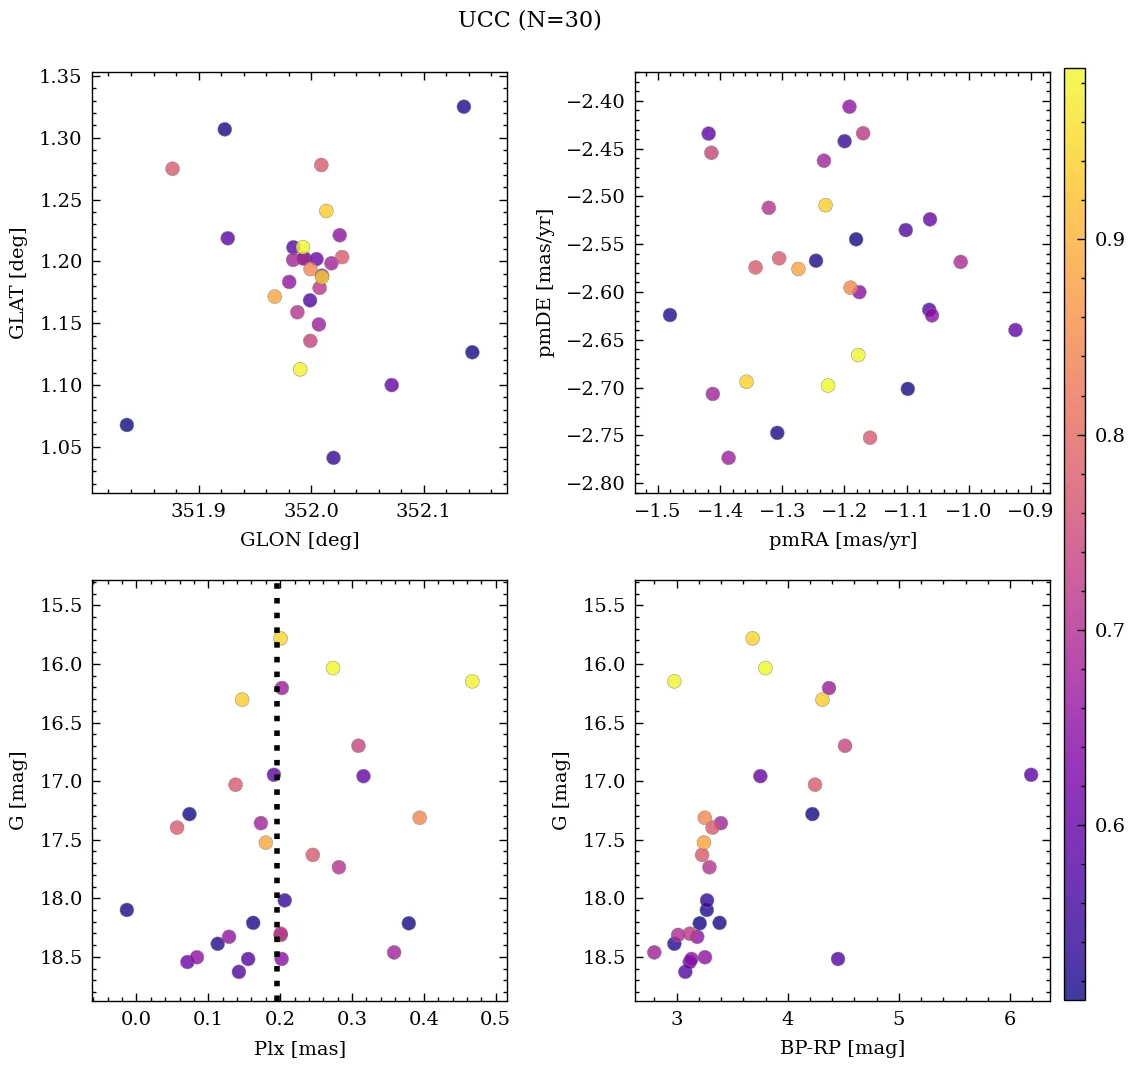 UCC (N=30)
1.35
1.30
1.25
1.20
1.15
1.10
1.05
GLAT [deg]
351.9 352.0 352.1
GLON [deg]
−2.40
−2.45
−2.50
−2.55
−2.60
−2.65
−2.70
−2.75
−2.80
pmDE [mas/yr]
−1.5 −1.4 −1.3 −1.2 −1.1 −1.0 −0.9
pmRA [mas/yr]
15.5
16.0
16.5
17.0
17.5
18.0
18.5
G [mag]
0.0 0.1 0.2 0.3 0.4 0.5
Plx [mas]
15.5
16.0
16.5
17.0
17.5
18.0
18.5
G [mag]
3 4 5 6
BP-RP [mag]
0.9
0.8
0.7
0.6